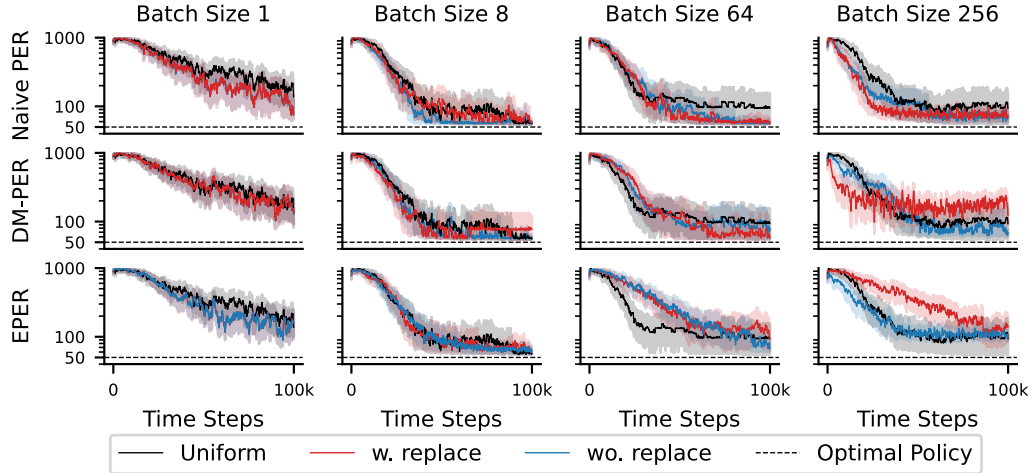 Batch Size 1 Batch Size 8 Batch Size 64 Batch Size 256
Naive PER
1000
100
50
DM-PER
1000
100
50
EPER
1000
100
50
0 100k 0 100k 0 100k 0 100k
Time Steps Time Steps Time Steps Time Steps
Uniform w. replace wo. replace Optimal Policy